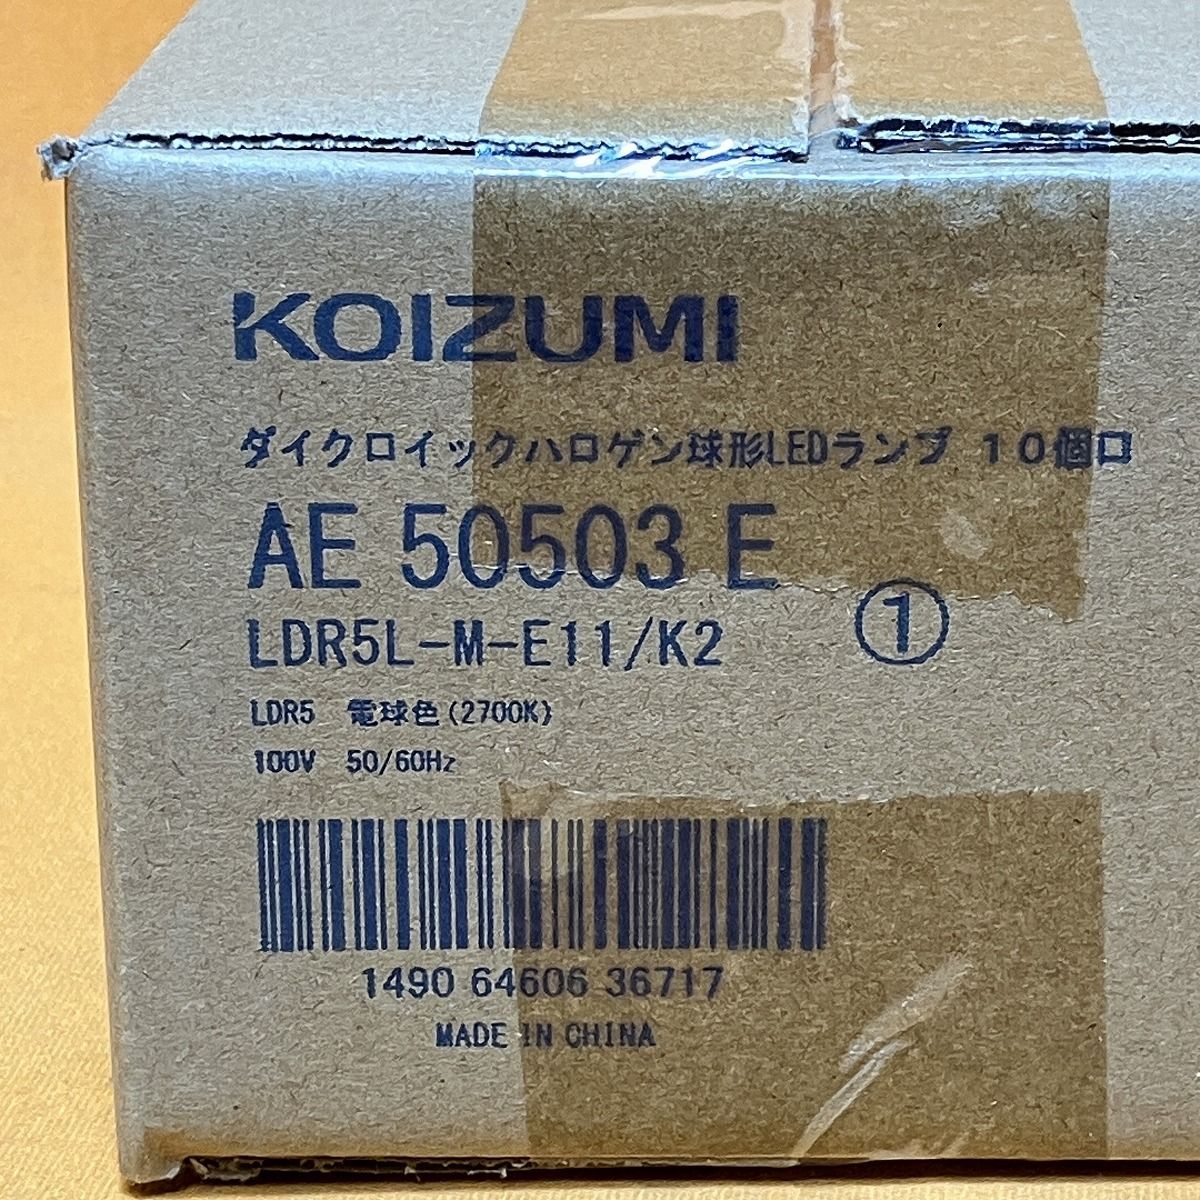 KOIZUMI
ダイクロイックハロゲン球形LEDランプ 10個口
AE 50503 E
①
LDR5L-M-E11/K2
LDR5 電球色(2700K)
100V 50/60Hz
1490 64606 36717
MADE IN CHINA